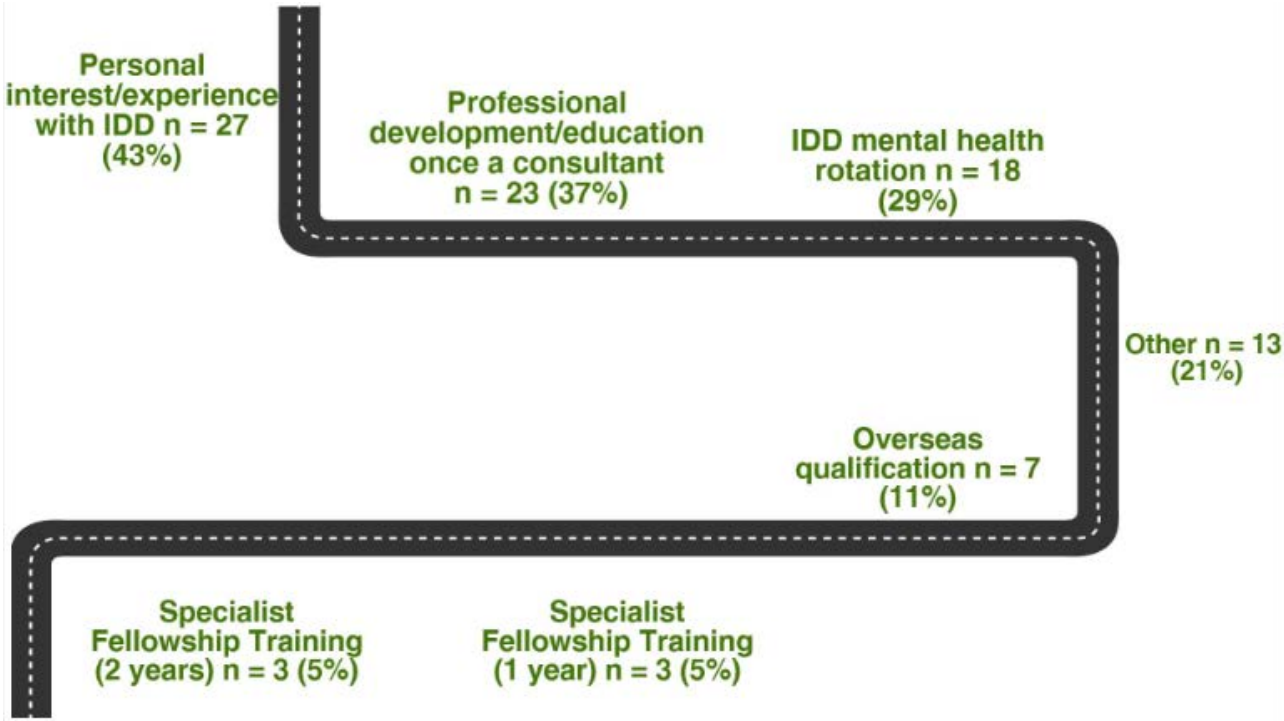 Personal
interest/experience
with IDD n = 27
(43%)
Professional
development/education
once a consultant
n = 23 (37%)
IDD mental health
rotation n = 18
(29%)
Other n = 13
(21%)
Overseas
qualification n = 7
(11%)
Specialist
Fellowship Training
(2 years) n = 3 (5%)
Specialist
Fellowship Training
(1 year) n = 3 (5%)